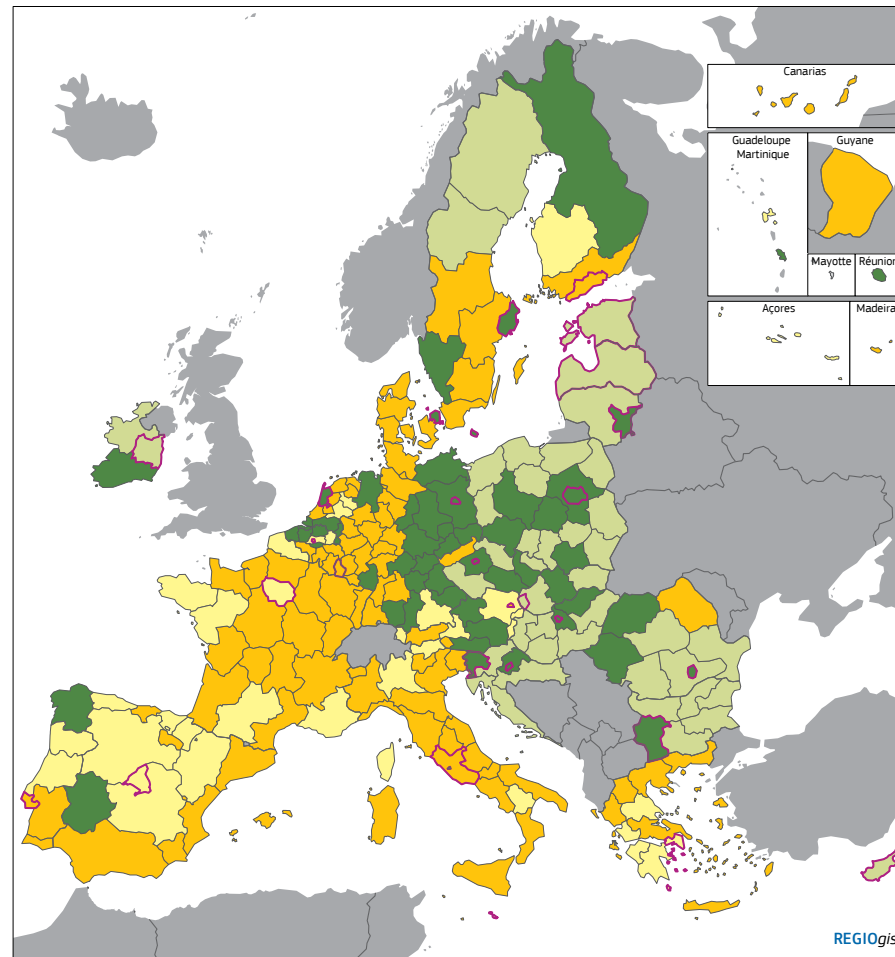 Canarias
Guadeloupe
Martinique
Guyane
Mayotte
Réunion
Açores
Madeira
REGIOgis